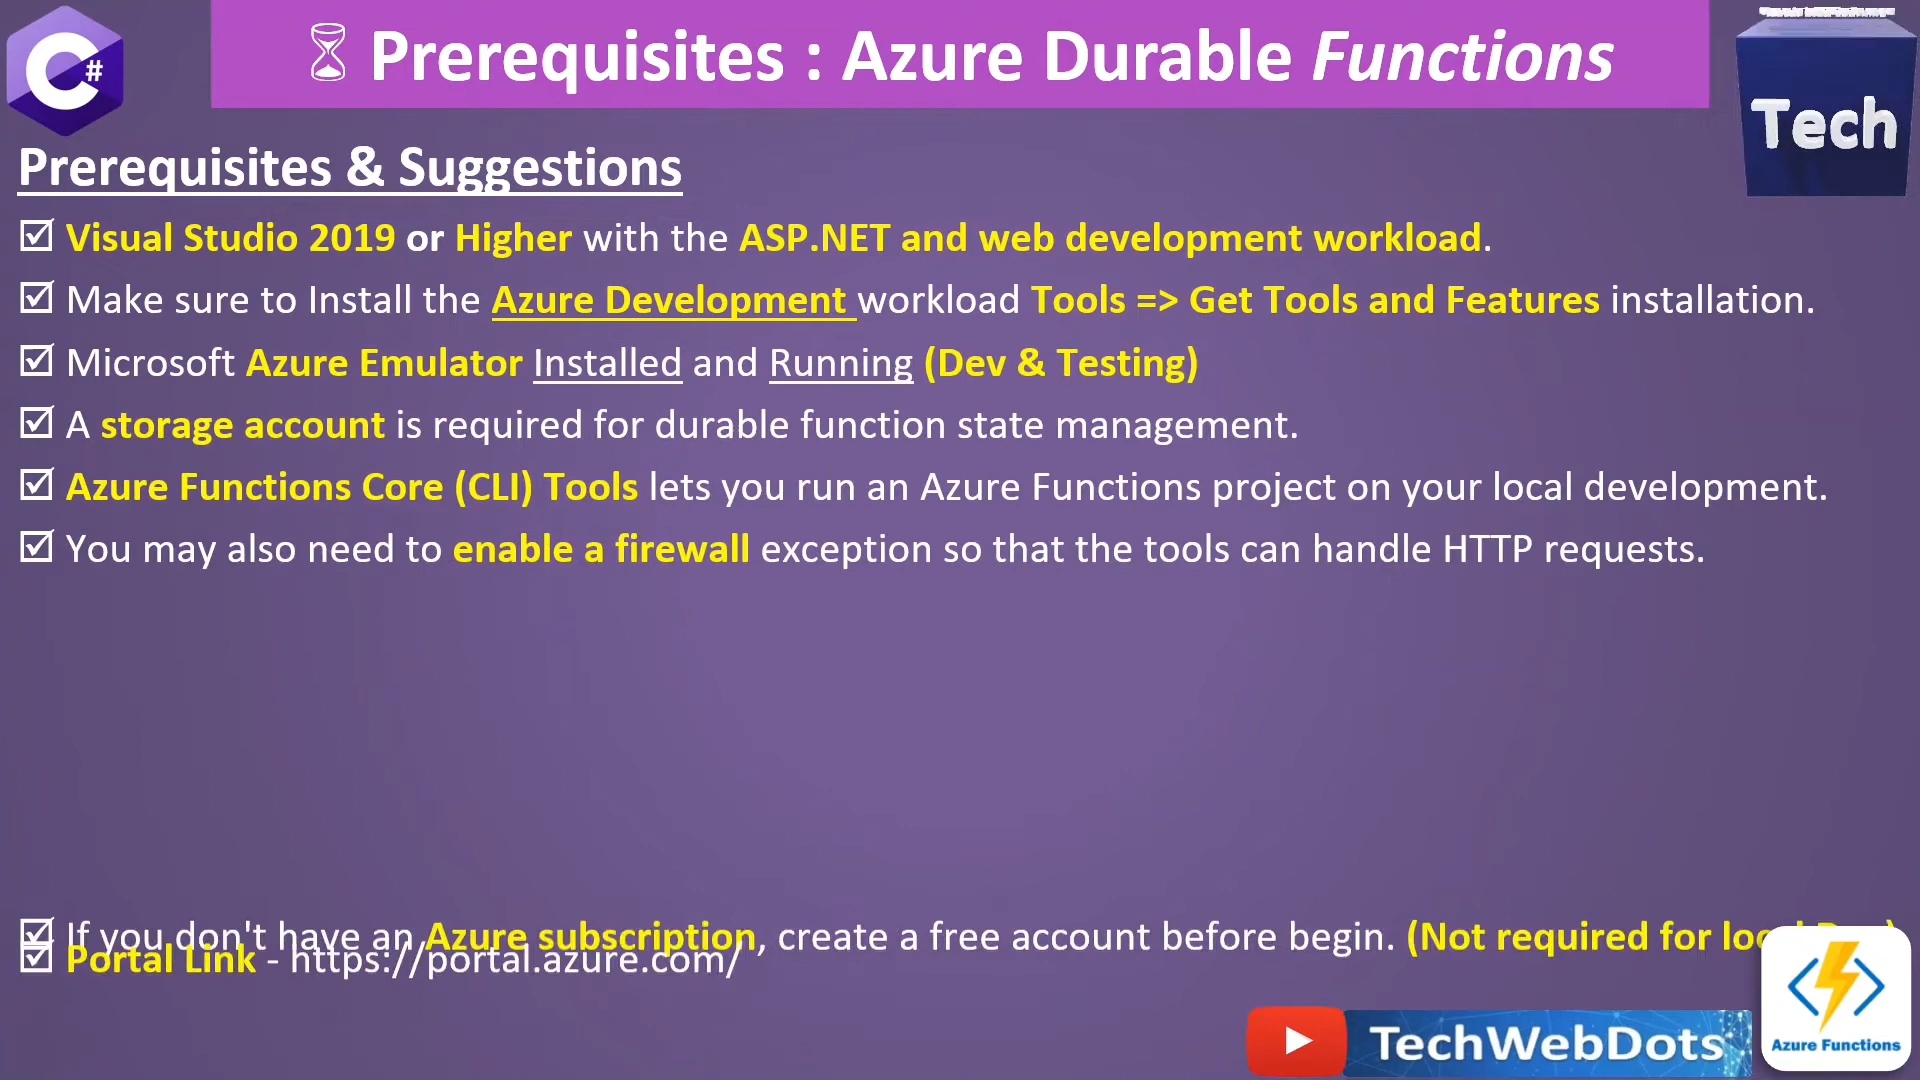 C#
Prerequisites : Azure Durable Functions
Tech
Prerequisites & Suggestions
Visual Studio 2019 or Higher with the ASP.NET and web development workload.
Make sure to Install the Azure Development workload Tools => Get Tools and Features installation.
Microsoft Azure Emulator Installed and Running (Dev & Testing)
A storage account is required for durable function state management.
Azure Functions Core (CLI) Tools lets you run an Azure Functions project on your local development.
You may also need to enable a firewall exception so that the tools can handle HTTP requests.
If you don't have an Azure subscription, create a free account before begin. (Not required for
Portal Link - https://portal.azure.com/
TechWebDots
Azure Functions